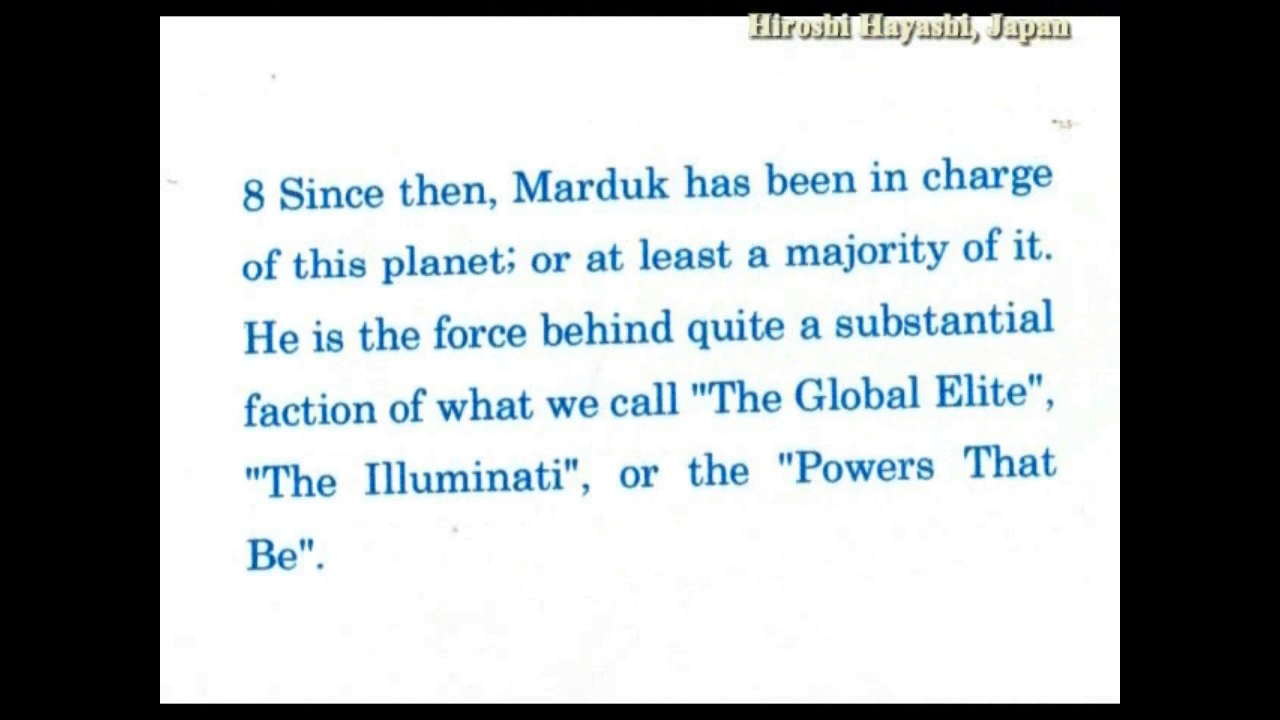 Hiroshi Hayashi, Japan
8 Since then, Marduk has been in charge
of this planet; or at least a majority of it.
He is the force behind quite a substantial
faction of what we call "The Global Elite",
"The Illuminati", or the "Powers That
Be".